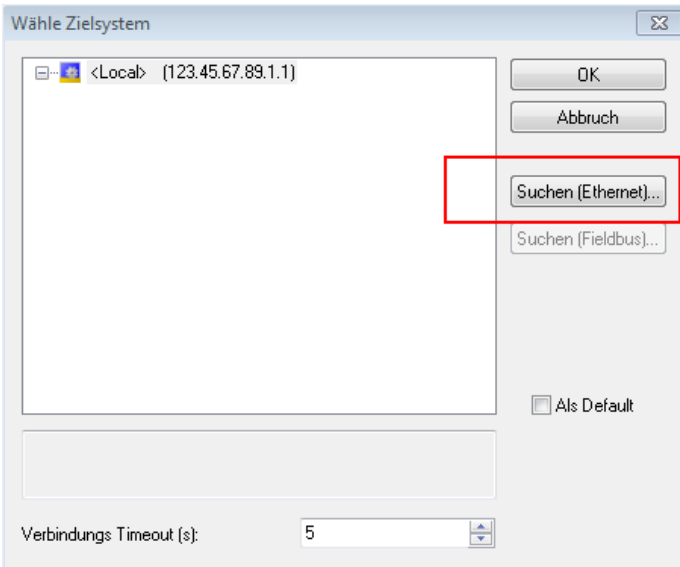 Wähle Zielsystem
<Local> (123.45.67.89.1.1)
OK
Abbruch
Suchen (Ethernet)...
Suchen (Fieldbus)...
Als Default
Verbindungs Timeout (s):
5